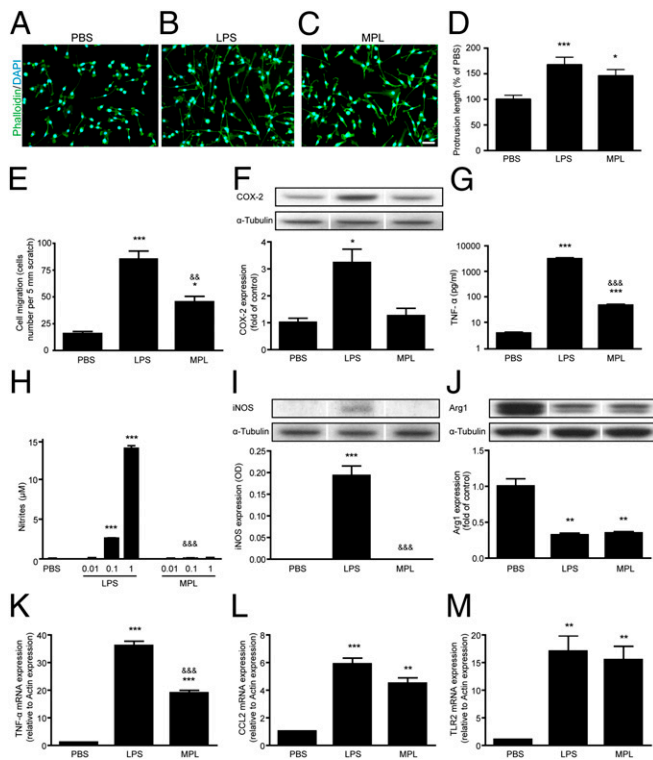 A
B
C
D
PBS
LPS
MPL
Phalloidin/DAPI
Protrusion length (% of PBS)
200
150
100
50
0
***
*
PBS
LPS
MPL
E
Cell migration (cells
number per 5 mm scratch)
100
75
50
25
0
***
&&
*
PBS
LPS
MPL
F
COX-2
α-Tubulin
COX-2 expression
(fold of control)
4
3
2
1
0
*
PBS
LPS
MPL
G
TNF- α (pg/ml)
10000
1000
100
10
1
***
&&&
***
PBS
LPS
MPL
H
Nitrites
(µM)
15
10
5
0
***
***
&&&
PBS
0.01
0.1
1
0.01
0.1
1
LPS
MPL
I
iNOS
α-Tubulin
iNOS expression (OD)
0.25
0.20
0.15
0.10
0.05
0.00
***
&&&
PBS
LPS
MPL
J
Arg1
α-Tubulin
Arg1 expression
(fold of control)
1.5
1.0
0.5
0.0
**
**
PBS
LPS
MPL
K
TNF-α mRNA expression
(relative to Actin expression)
40
30
20
10
0
***
&&&
***
PBS
LPS
MPL
L
CCL2 mRNA expression
(relative to Actin expression)
8
6
4
2
0
***
**
PBS
LPS
MPL
M
TLR2 mRNA expression
(relative to Actin expression)
25
20
15
10
5
0
**
**
PBS
LPS
MPL